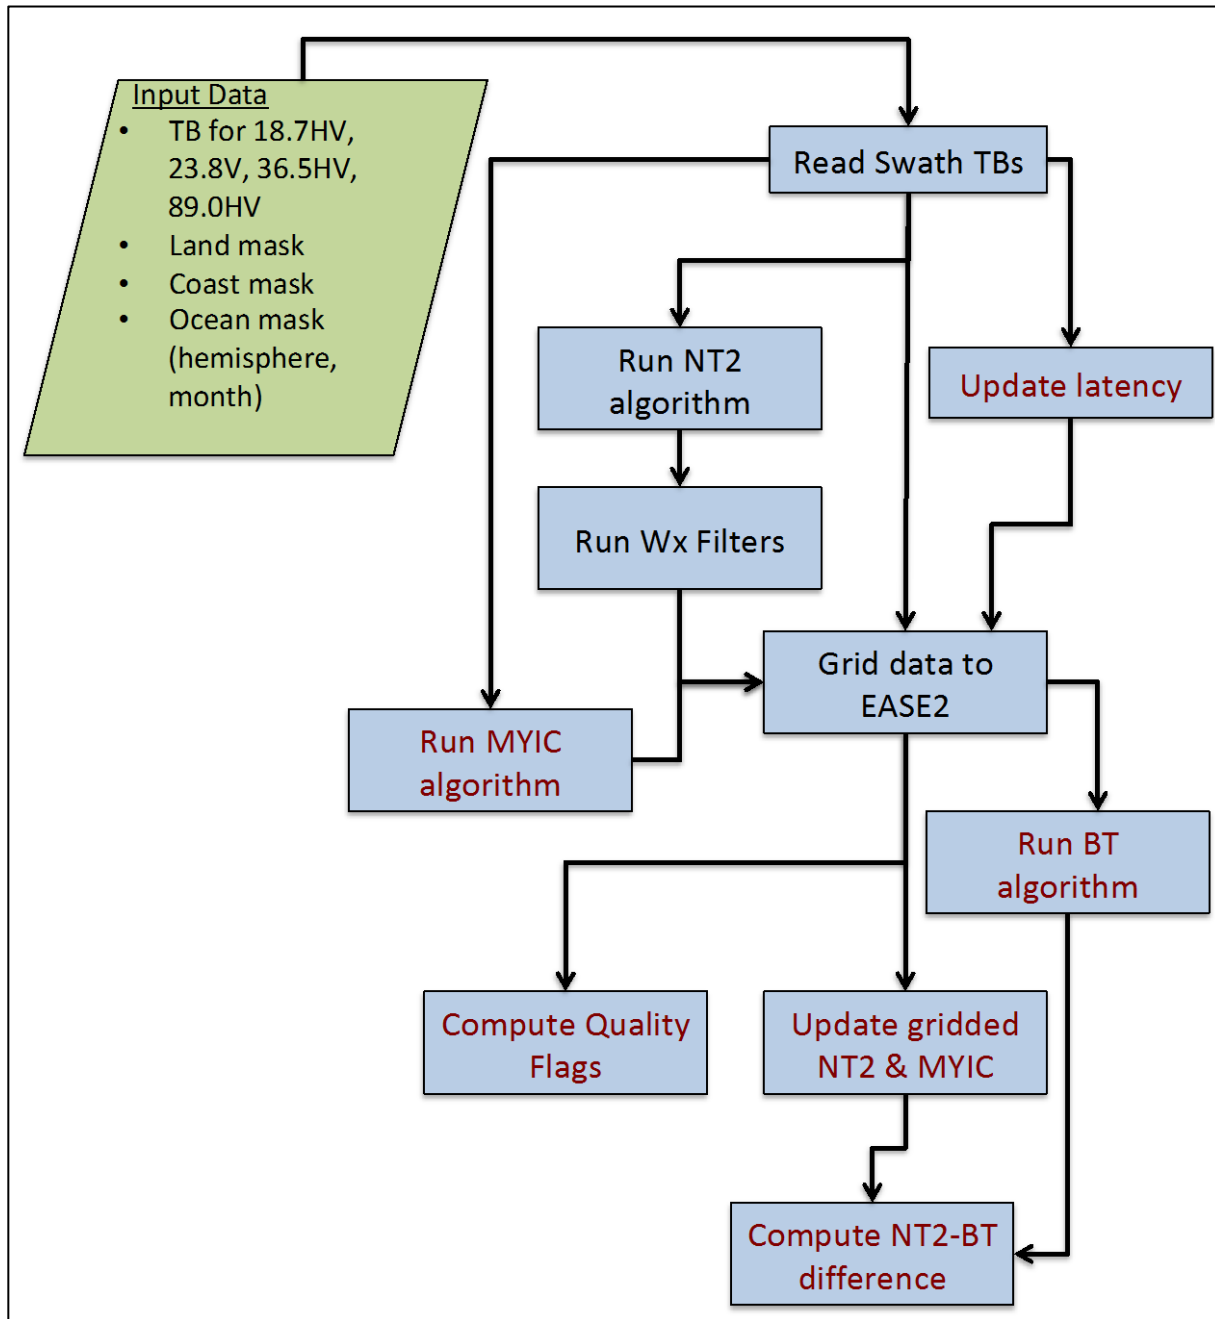 Input Data
• TB for 18.7HV,
23.8V, 36.5HV,
89.0HV
• Land mask
• Coast mask
• Ocean mask
(hemisphere,
month)
Read Swath TBs
Run NT2
algorithm
Update latency
Run Wx Filters
Grid data to
EASE2
Run MYIC
algorithm
Run BT
algorithm
Compute Quality
Flags
Update gridded
NT2 & MYIC
Compute NT2-BT
difference